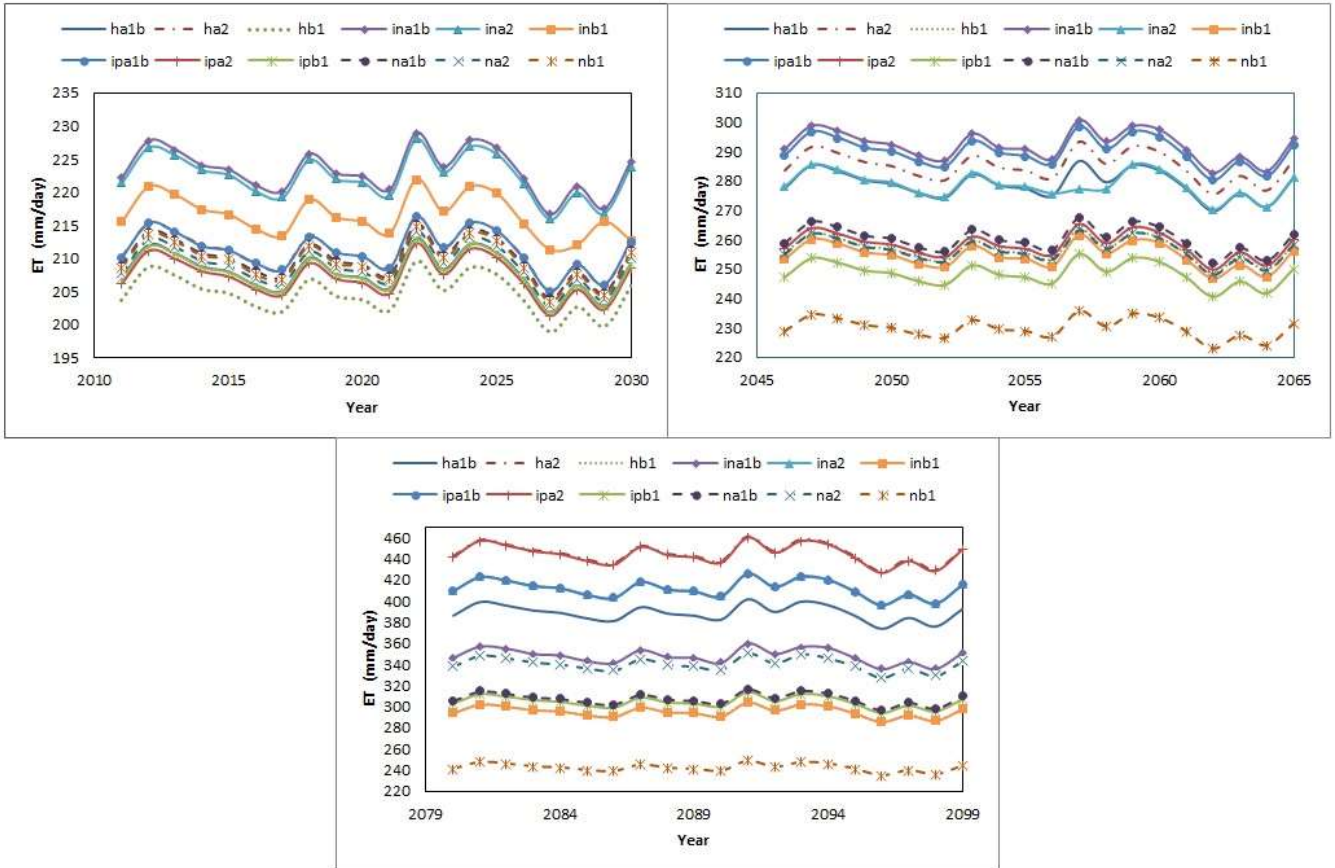 ha1b ha2 hb1 ina1b ina2 inb1
ipa1b ipa2 ipb1 na1b na2 nb1
235
230
225
220
215
210
205
200
195
ET (mm/day)
2010 2015 2020 2025 2030
Year
ha1b ha2 hb1 ina1b ina2 inb1
ipa1b ipa2 ipb1 na1b na2 nb1
310
300
290
280
270
260
250
240
230
220
ET (mm/day)
2045 2050 2055 2060 2065
Year
ha1b ha2 hb1 ina1b ina2 inb1
ipa1b ipa2 ipb1 na1b na2 nb1
460
440
420
400
380
360
340
320
300
280
260
240
220
ET (mm/day)
2079 2084 2089 2094 2099
Year